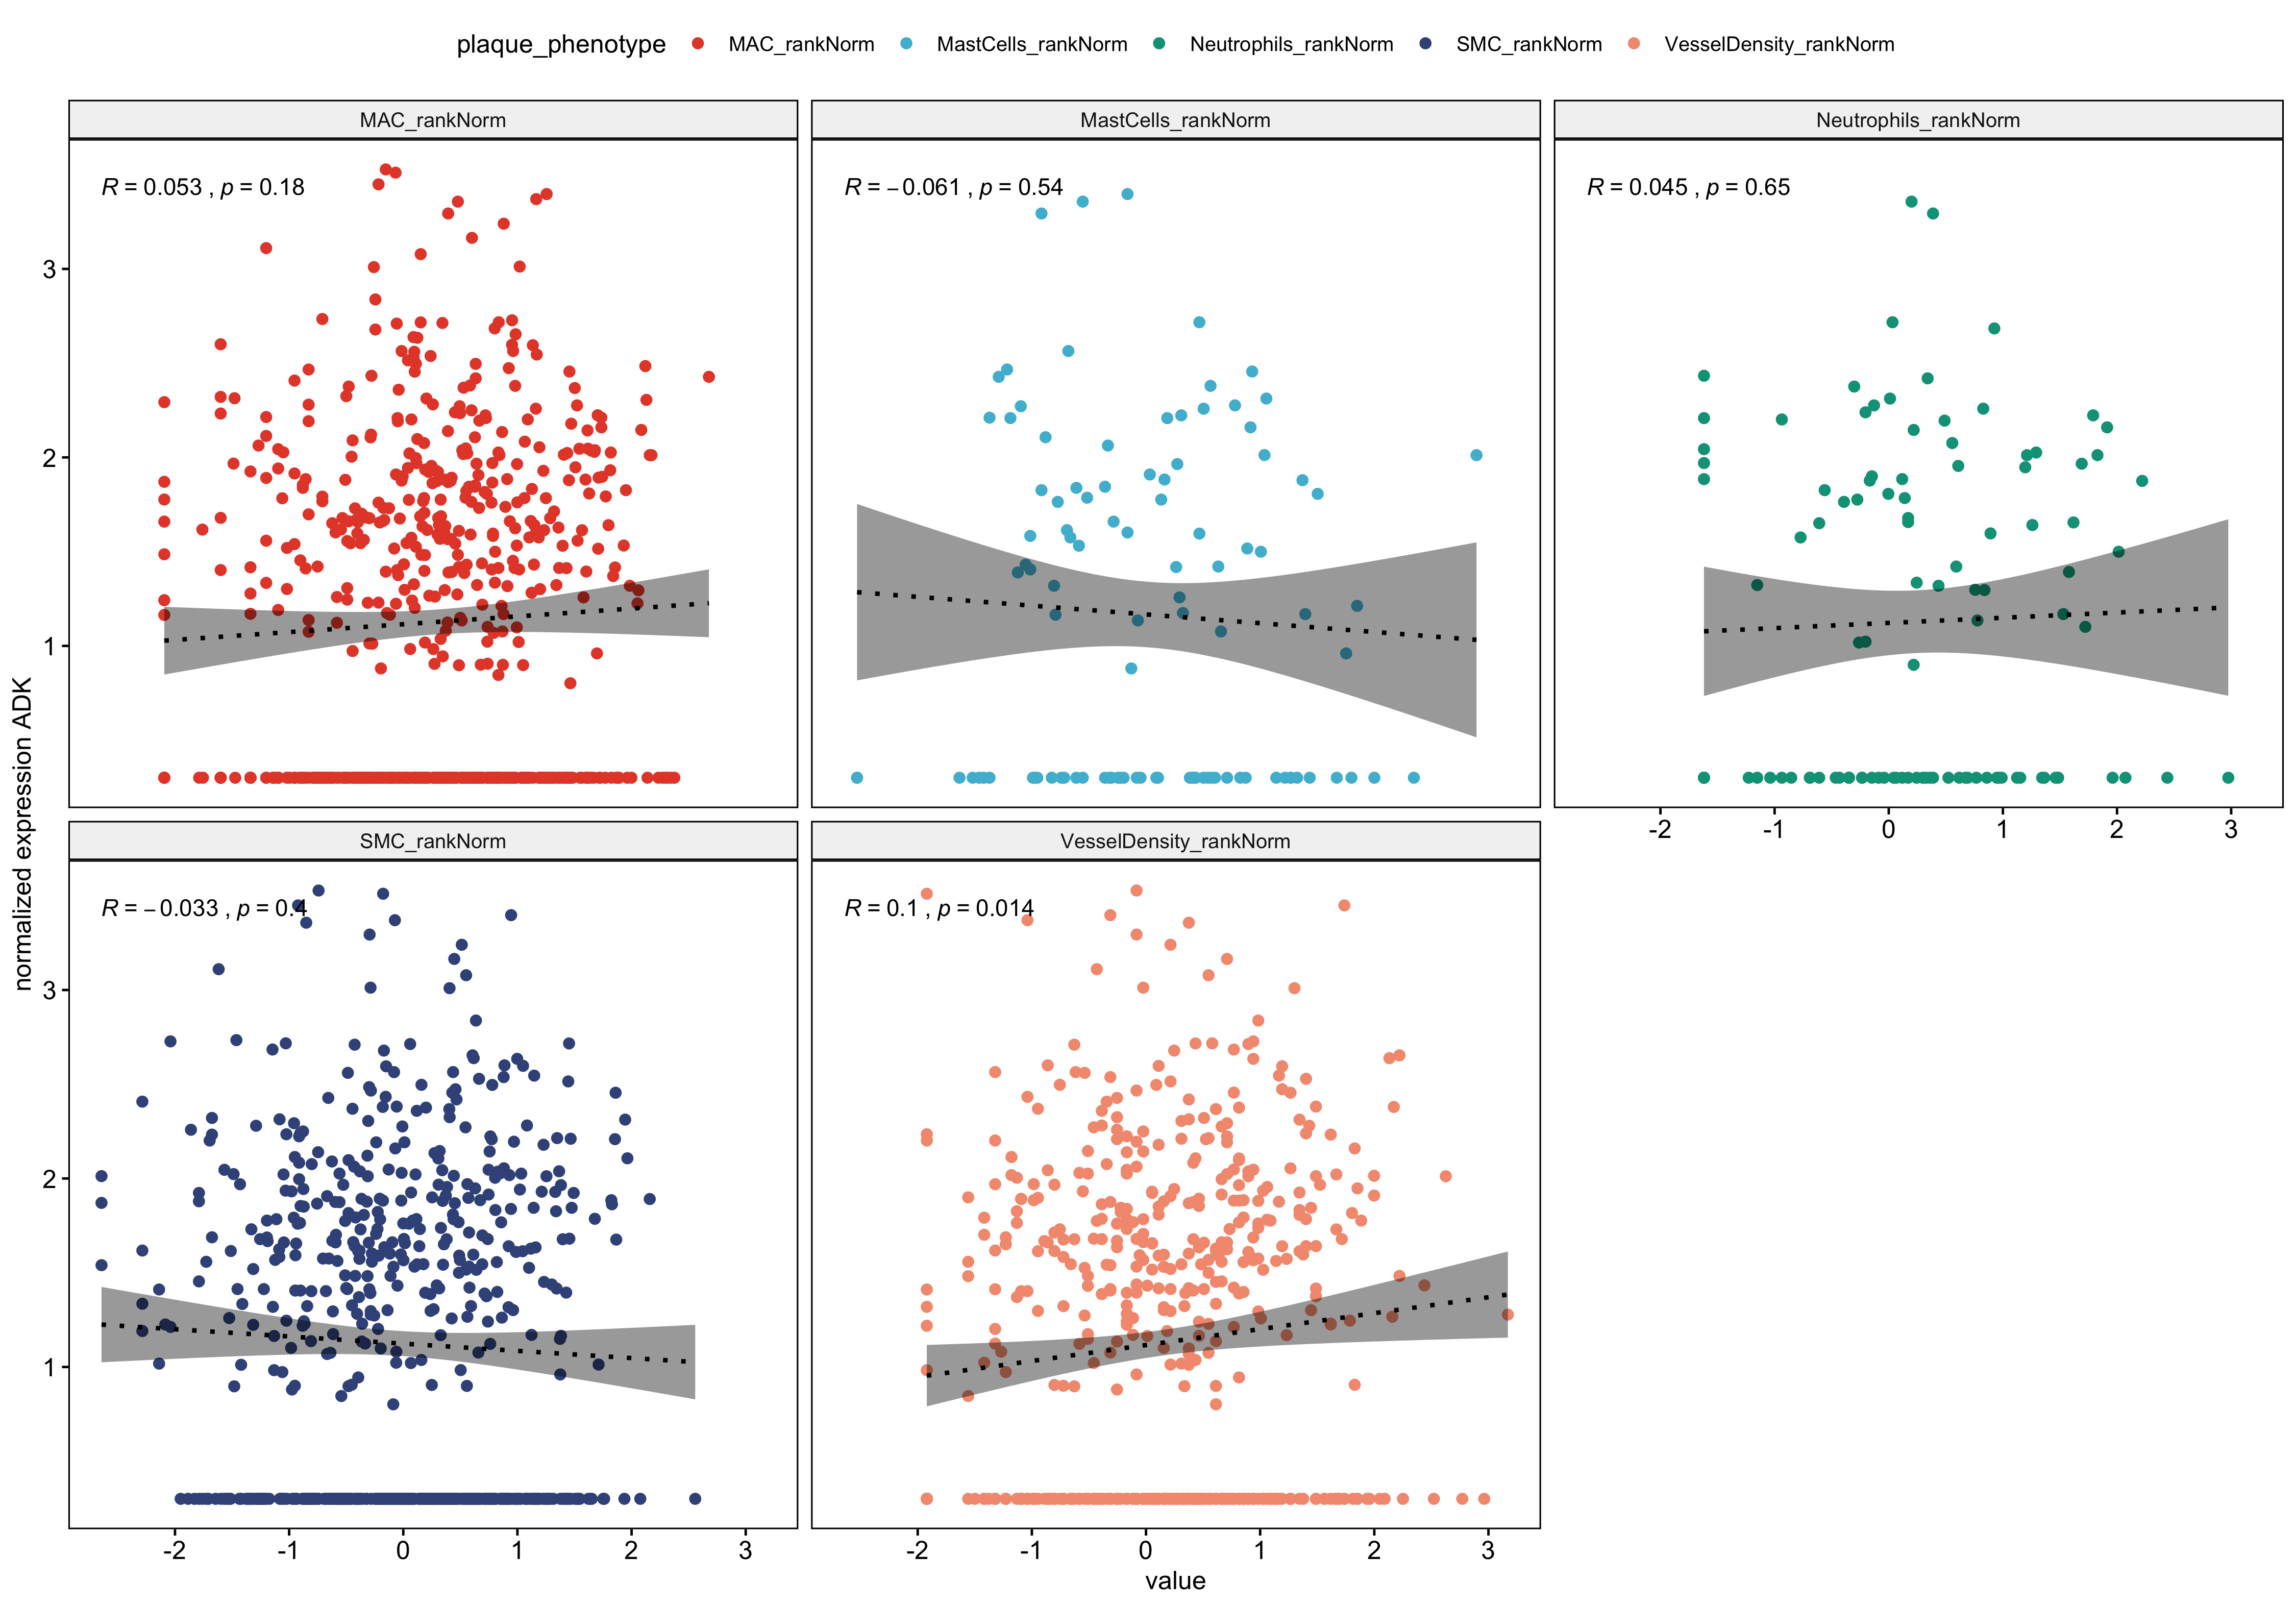 plaque_phenotype MAC_rankNorm MastCells_rankNorm Neutrophils_rankNorm SMC_rankNorm VesselDensity_rankNorm
MAC_rankNorm MastCells_rankNorm Neutrophils_rankNorm
R = 0.053 , p = 0.18 R = −0.061 , p = 0.54 R = 0.045 , p = 0.65
3
2
1
-2 -1 0 1 2 3
normalized expression ADK
SMC_rankNorm VesselDensity_rankNorm
R = −0.033 , p = 0.4 R = 0.1 , p = 0.014
3
2
1
-2 -1 0 1 2 3 -2 -1 0 1 2 3
value